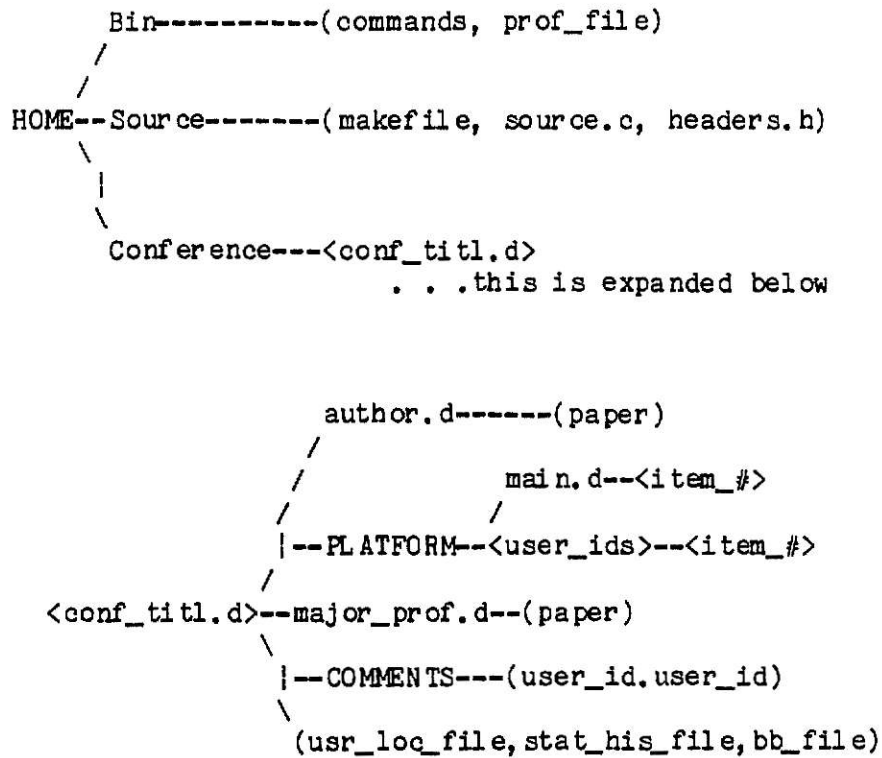 Bin----------(commands, prof_file)
/
/
HOME--Source-------(makefile, source.c, headers.h)
\
|
\
Conference---<conf_titl.d>
. . .this is expanded below
author.d------(paper)
/
/ main.d--<item_#>
/ /
|--PLATFORM--<user_ids>--<item_#>
/
<conf_titl.d>--major_prof.d--(paper)
\
|--COMMENTS---(user_id.user_id)
\
(usr_loc_file,stat_his_file,bb_file)